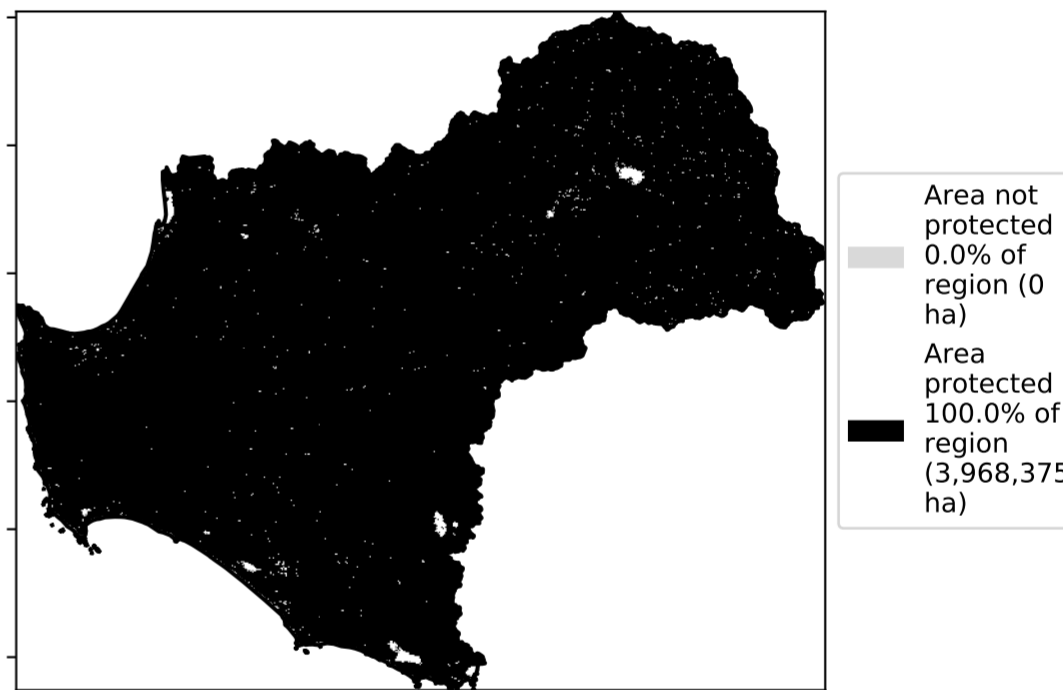 Area not
protected
0.0% of
region (0
ha)
Area
protected
100.0% of
region
(3,968,375
ha)